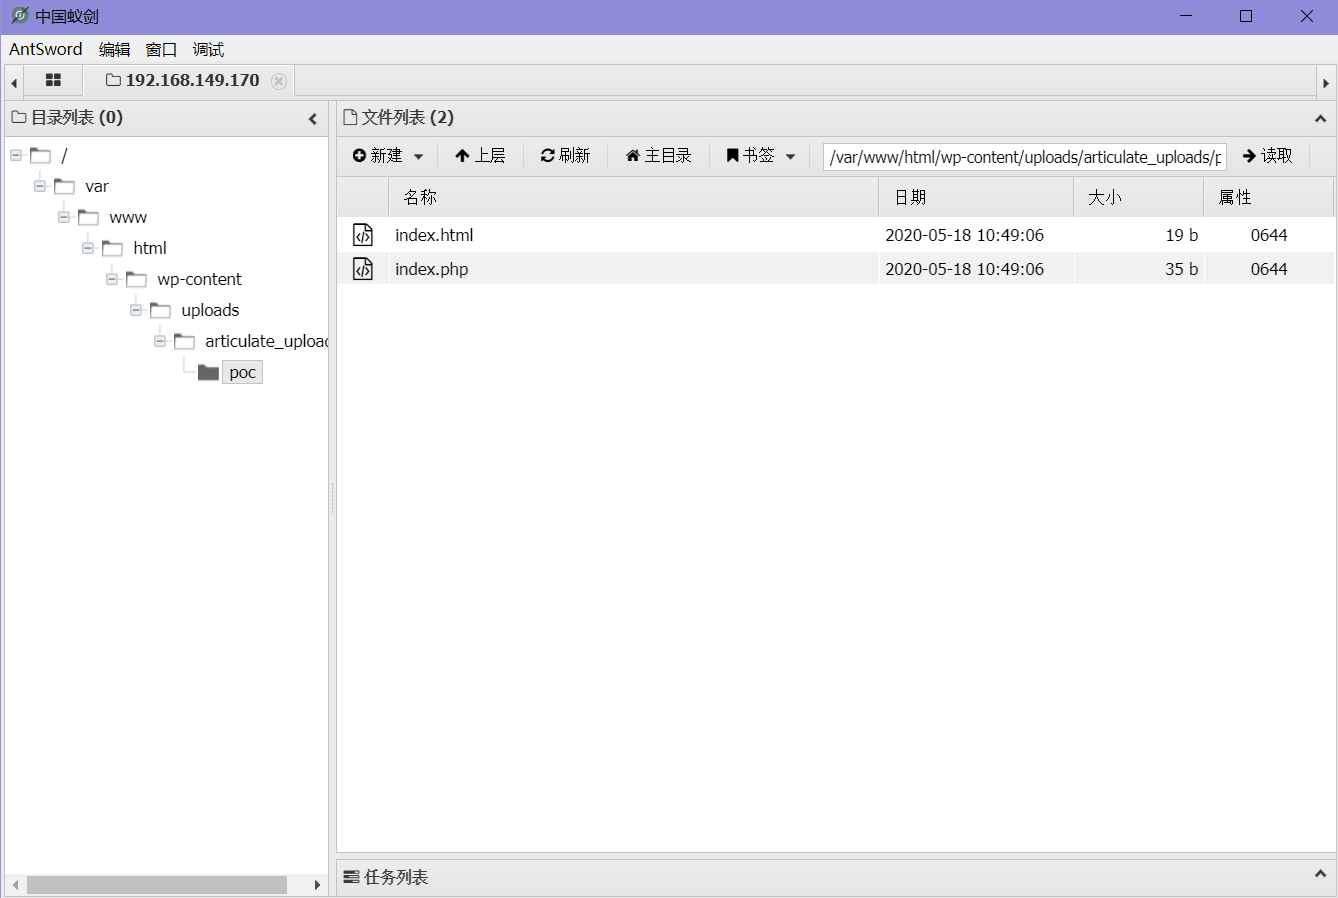 中国蚁剑
AntSword 编辑 窗口 调试
192.168.149.170
目录列表 (0)
/
var
www
html
wp-content
uploads
articulate_upload
poc
文件列表 (2)
新建 上层 刷新 主目录 书签 /var/www/html/wp-content/uploads/articulate_uploads/p 读取
名称 日期 大小 属性
index.html 2020-05-18 10:49:06 19 b 0644
index.php 2020-05-18 10:49:06 35 b 0644
任务列表